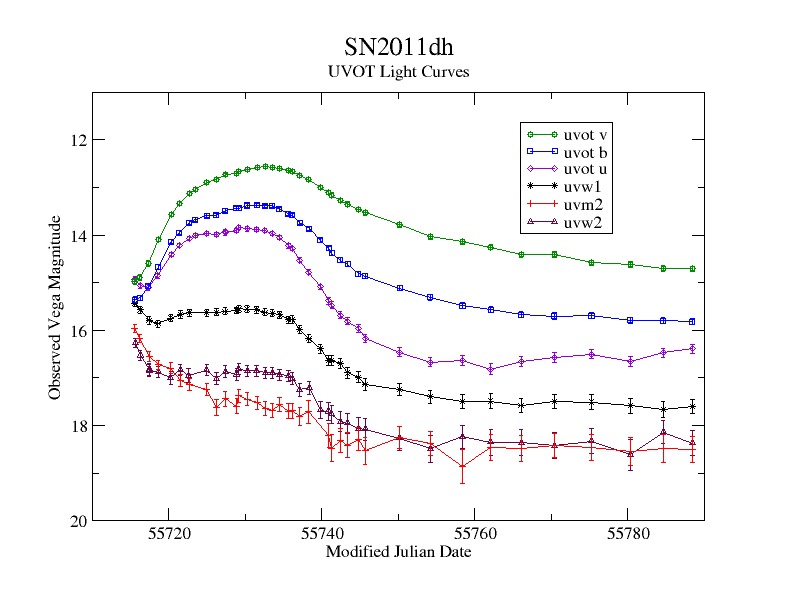 SN2011dh
UVOT Light Curves
uvot v
uvot b
uvot u
uvw1
uvm2
uvw2
Observed Vega Magnitude
12
14
16
18
20
55720 55740 55760 55780
Modified Julian Date